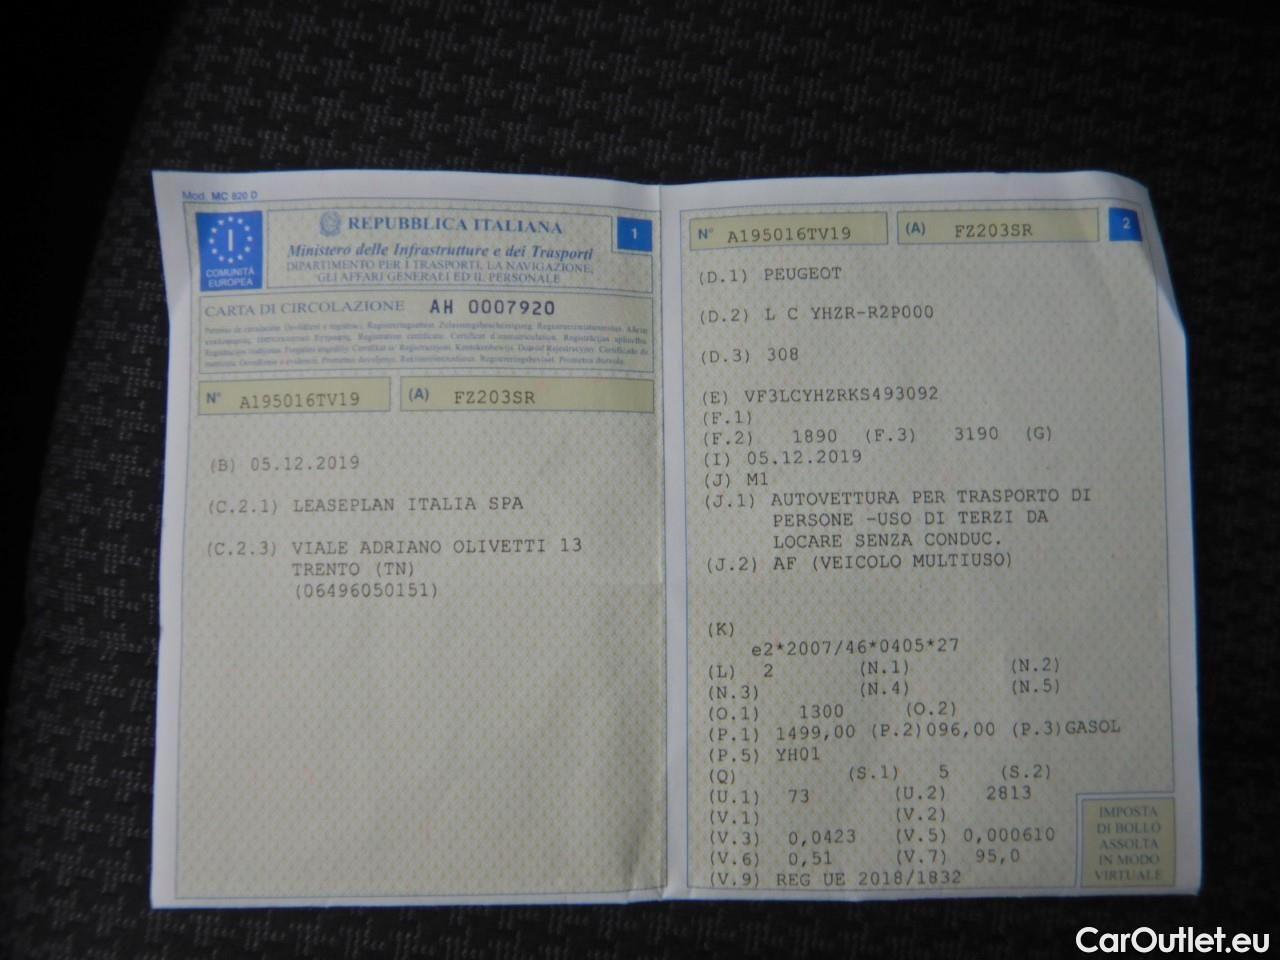 Mod. MC 820 D
I
COMUNITÀ
EUROPEA
REPUBBLICA ITALIANA
Ministero delle Infrastrutture e dei Trasporti
DIPARTIMENTO PER I TRASPORTI, LA NAVIGAZIONE,
GLI AFFARI GENERALI ED IL PERSONALE
1
CARTA DI CIRCOLAZIONE AH 0007920
N° A195016TV19 (A) FZ203SR
(B) 05.12.2019
(C.2.1) LEASEPLAN ITALIA SPA
(C.2.3) VIALE ADRIANO OLIVETTI 13
TRENTO (TN)
(06496050151)
N° A195016TV19 (A) FZ203SR 2
(D.1) PEUGEOT
(D.2) L C YHZR-R2P000
(D.3) 308
(E) VF3LCYHZRKS493092
(F.1)
(F.2) 1890 (F.3) 3190 (G)
(I) 05.12.2019
(J) M1
(J.1) AUTOVETTURA PER TRASPORTO DI
PERSONE -USO DI TERZI DA
LOCARE SENZA CONDUC.
(J.2) AF (VEICOLO MULTIUSO)
(K)
e2*2007/46*0405*27
(L) 2 (N.1) (N.2)
(N.3) (N.4) (N.5)
(O.1) 1300 (O.2)
(P.1) 1499,00 (P.2)096,00 (P.3)GASOL
(P.5) YH01
(Q) (S.1) 5 (S.2)
(U.1) 73 (U.2) 2813
(V.1) (V.2)
(V.3) 0,0423 (V.5) 0,000610
(V.6) 0,51 (V.7) 95,0
(V.9) REG UE 2018/1832
IMPOSTA
DI BOLLO
ASSOLTA
IN MODO
VIRTUALE
CarOutlet.eu